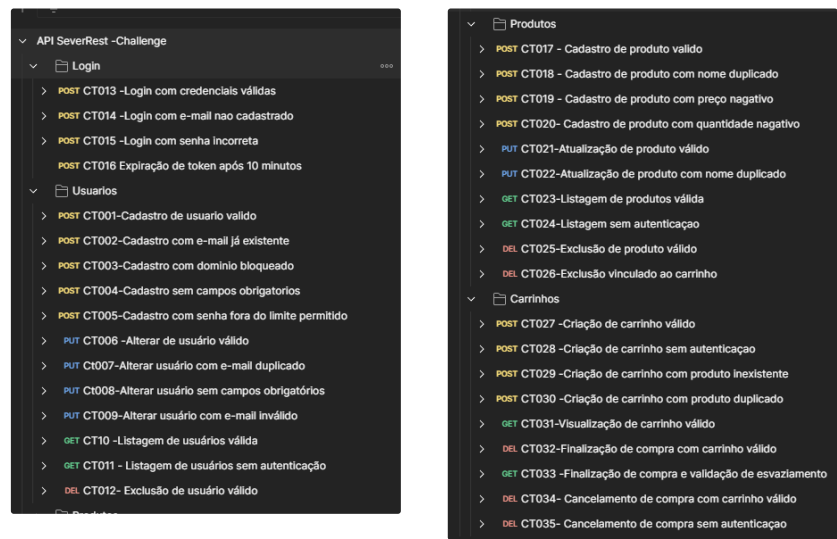 API SeverRest -Challenge
Login
POST CT013 -Login com credenciais válidas
POST CT014 -Login com e-mail nao cadastrado
POST CT015 -Login com senha incorreta
POST CT016 Expiração de token após 10 minutos
Usuarios
POST CT001-Cadastro de usuario valido
POST CT002-Cadastro com e-mail já existente
POST CT003-Cadastro com dominio bloqueado
POST CT004-Cadastro sem campos obrigatorios
POST CT005-Cadastro com senha fora do limite permitido
PUT CT006 -Alterar de usuário válido
PUT Ct007-Alterar usuário com e-mail duplicado
PUT Ct008-Alterar usuário sem campos obrigatórios
PUT CT009-Alterar usuário com e-mail inválido
GET CT10 -Listagem de usuários válida
GET CT011 - Listagem de usuários sem autenticação
DEL CT012- Exclusão de usuário válido
Produtos
Produtos
POST CT017 - Cadastro de produto valido
POST CT018 - Cadastro de produto com nome duplicado
POST CT019 - Cadastro de produto com preço nagativo
POST CT020- Cadastro de produto com quantidade nagativo
PUT CT021-Atualização de produto válido
PUT CT022-Atualização de produto com nome duplicado
GET CT023-Listagem de produtos válida
GET CT024-Listagem sem autenticaçao
DEL CT025-Exclusão de produto válido
DEL CT026-Exclusão vinculado ao carrinho
Carrinhos
POST CT027 -Criação de carrinho válido
POST CT028 -Criação de carrinho sem autenticaçao
POST CT029 -Criação de carrinho com produto inexistente
POST CT030 -Criação de carrinho com produto duplicado
GET CT031-Visualização de carrinho válido
DEL CT032-Finalização de compra com carrinho válido
GET CT033 -Finalização de compra e validação de esvaziamento
DEL CT034- Cancelamento de compra com carrinho válido
DEL CT035- Cancelamento de compra sem autenticaçao